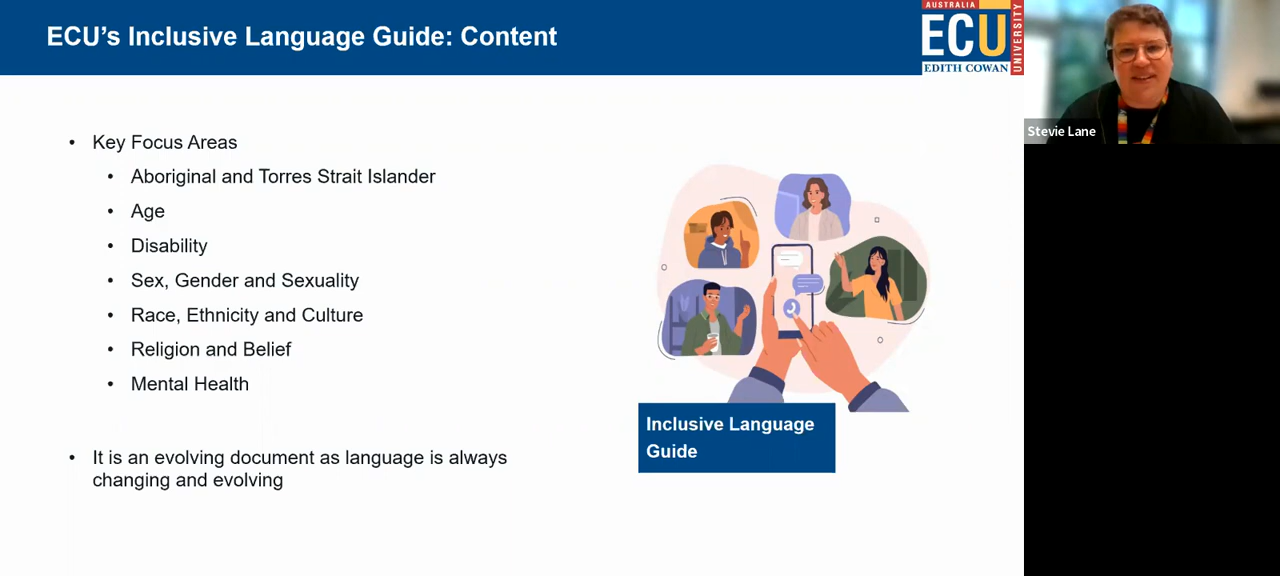 ECU's Inclusive Language Guide: Content
AUSTRALIA
ECU
EDITH COWAN
UNIVERSITY
Stevie Lane
• Key Focus Areas
• Aboriginal and Torres Strait Islander
• Age
• Disability
• Sex, Gender and Sexuality
• Race, Ethnicity and Culture
• Religion and Belief
• Mental Health
• It is an evolving document as language is always
changing and evolving
Inclusive Language
Guide